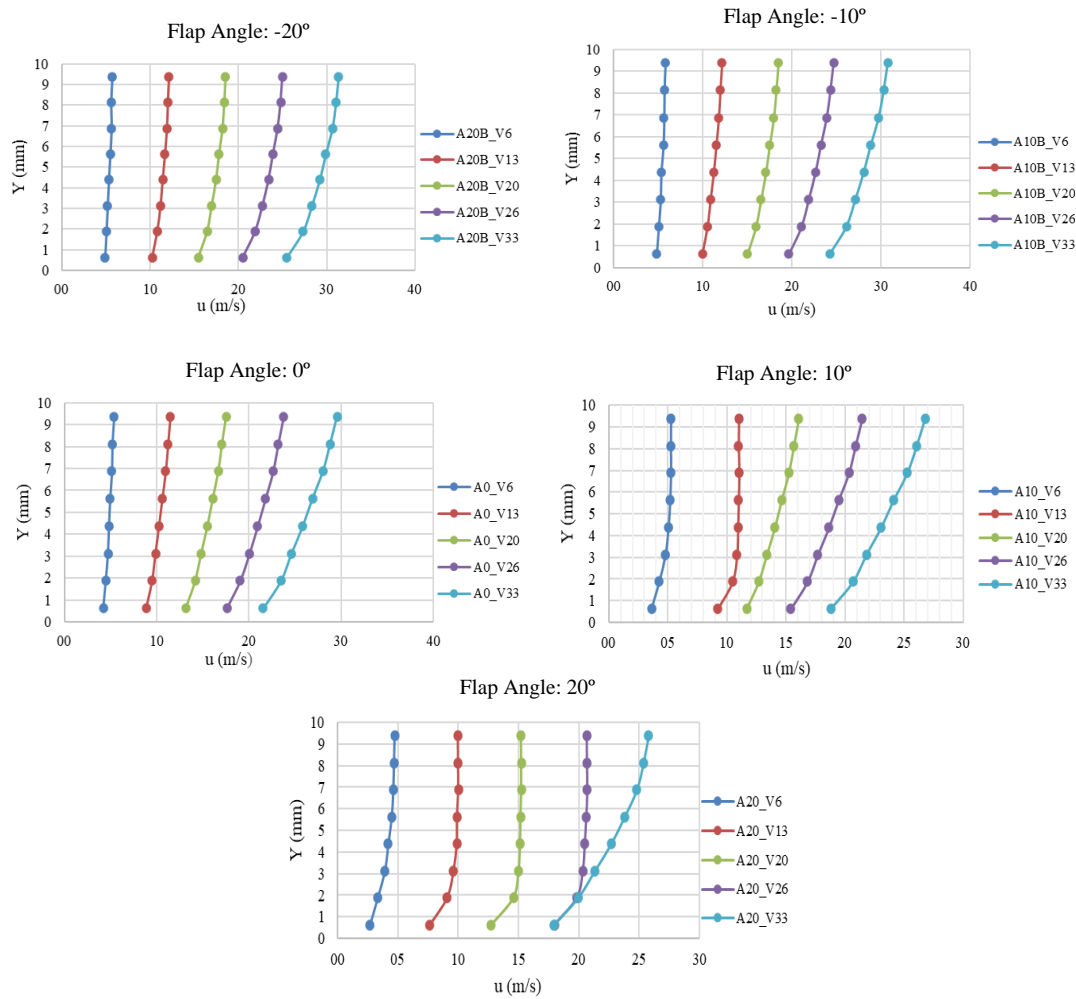 Flap Angle: -20º
Y (mm)
10
9
8
7
6
5
4
3
2
1
0
00 10 20 30 40
u (m/s)
A20B_V6
A20B_V13
A20B_V20
A20B_V26
A20B_V33
Flap Angle: -10º
Y (mm)
10
9
8
7
6
5
4
3
2
1
0
00 10 20 30 40
u (m/s)
A10B_V6
A10B_V13
A10B_V20
A10B_V26
A10B_V33
Flap Angle: 0º
Y (mm)
10
9
8
7
6
5
4
3
2
1
0
00 10 20 30 40
u (m/s)
A0_V6
A0_V13
A0_V20
A0_V26
A0_V33
Flap Angle: 10º
Y (mm)
10
9
8
7
6
5
4
3
2
1
0
00 05 10 15 20 25 30
u (m/s)
A10_V6
A10_V13
A10_V20
A10_V26
A10_V33
Flap Angle: 20º
Y (mm)
10
9
8
7
6
5
4
3
2
1
0
00 05 10 15 20 25 30
u (m/s)
A20_V6
A20_V13
A20_V20
A20_V26
A20_V33